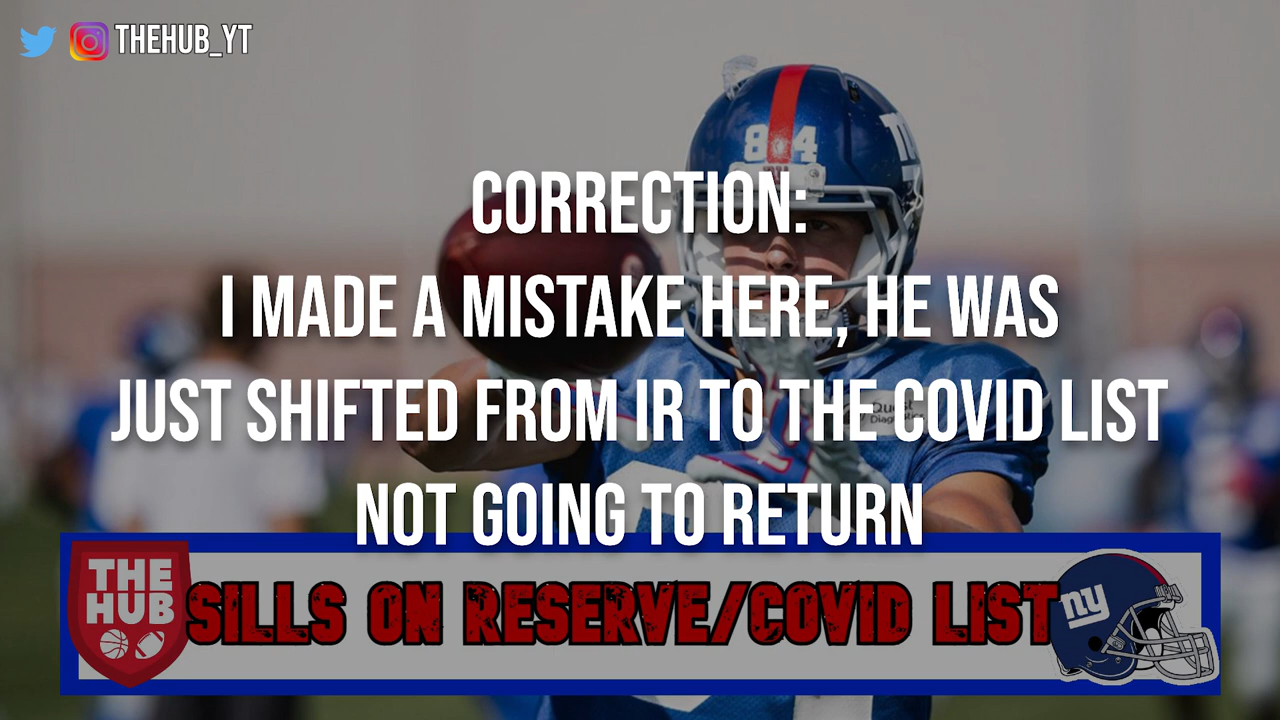 THEHUB_YT
84
CORRECTION:
I MADE A MISTAKE HERE, HE WAS
JUST SHIFTED FROM IR TO THE COVID LIST
NOT GOING TO RETURN
THE
HUB
SILLS ON RESERVE/COVID LIST
ny